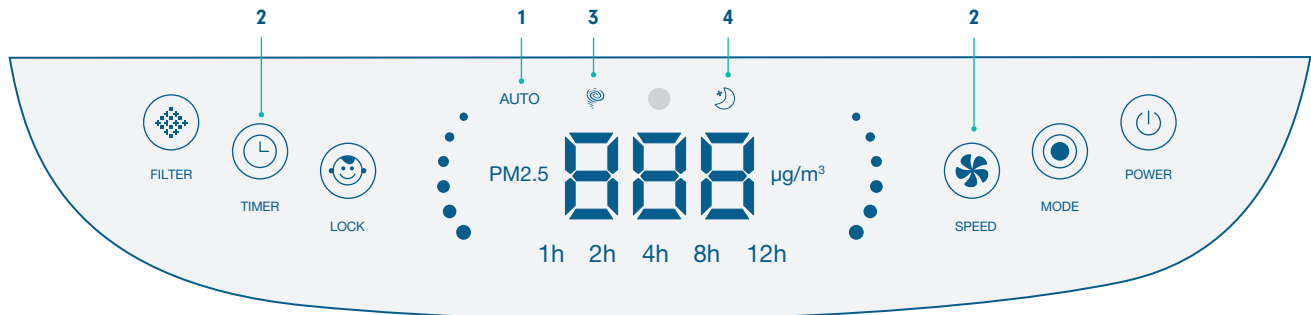 2 1 3 4 2
AUTO
FILTER
TIMER
LOCK
PM2.5 888 µg/m³
1h 2h 4h 8h 12h
SPEED
MODE
POWER